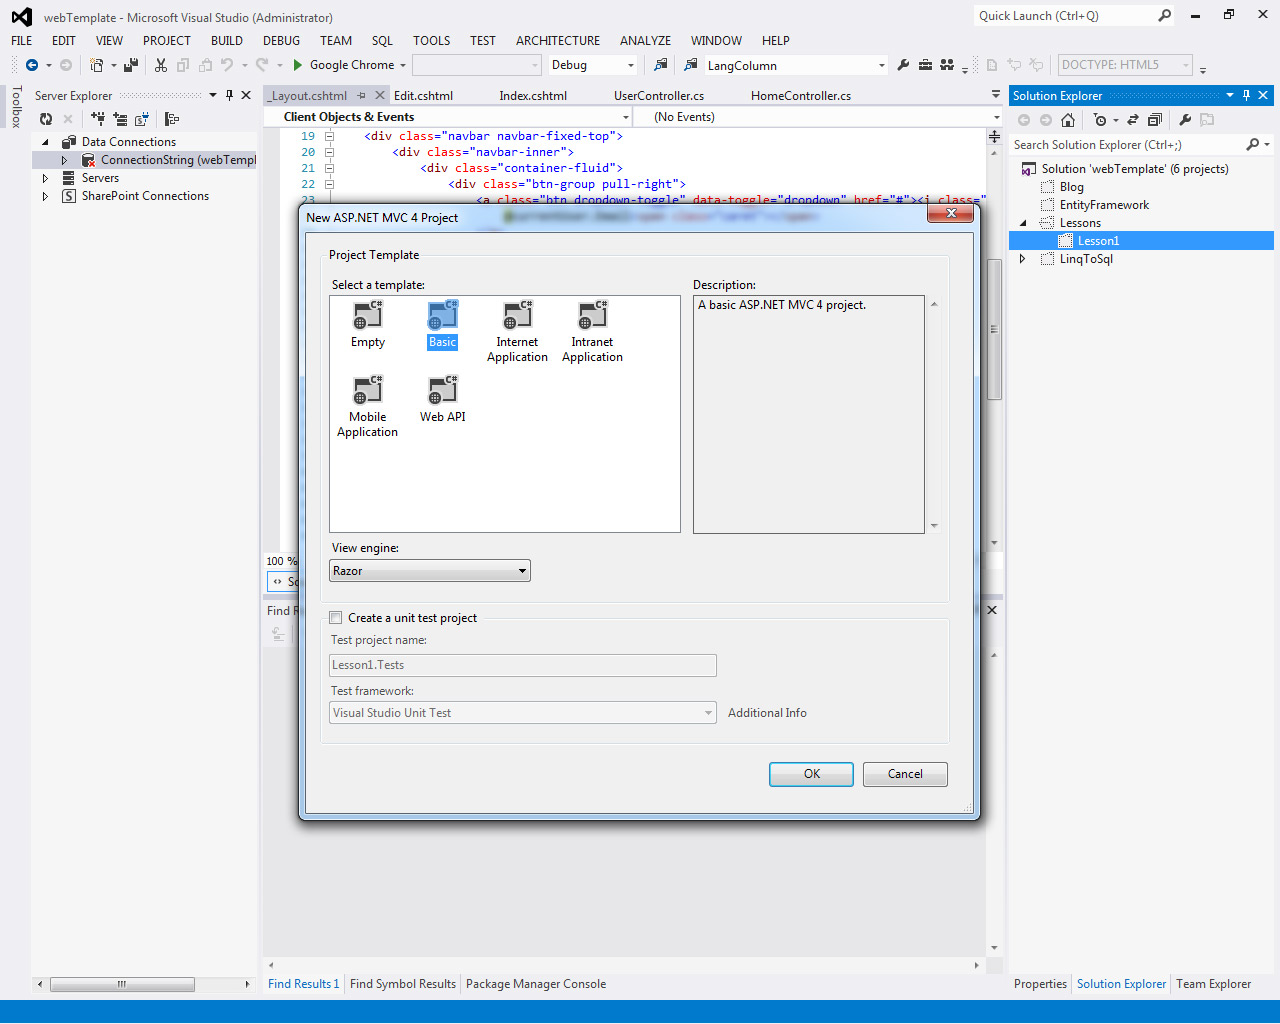 webTemplate - Microsoft Visual Studio (Administrator)
Quick Launch (Ctrl+Q)
FILE EDIT VIEW PROJECT BUILD DEBUG TEAM SQL TOOLS TEST ARCHITECTURE ANALYZE WINDOW HELP
Google Chrome
Debug
LangColumn
DOCTYPE: HTML5
Toolbox
Server Explorer
Data Connections
ConnectionString (webTempl
Servers
SharePoint Connections
_Layout.cshtml Edit.cshtml Index.cshtml UserController.cs HomeController.cs
Client Objects & Events
(No Events)
19 <div class="navbar navbar-fixed-top">
20 <div class="navbar-inner">
21 <div class="container-fluid">
22 <div class="btn-group pull-right">
23 <a class="btn dropdown-toggle" data-toggle="dropdown" href="#"><i class="
100 %
Find R
New ASP.NET MVC 4 Project
Project Template
Select a template:
Empty
Basic
Internet Application
Intranet Application
Mobile Application
Web API
Description:
A basic ASP.NET MVC 4 project.
View engine:
Razor
Create a unit test project
Test project name:
Lesson1.Tests
Test framework:
Visual Studio Unit Test
Additional Info
OK
Cancel
Solution Explorer
Search Solution Explorer (Ctrl+;)
Solution 'webTemplate' (6 projects)
Blog
EntityFramework
Lessons
Lesson1
LinqToSql
Find Results 1 Find Symbol Results Package Manager Console
Properties Solution Explorer Team Explorer